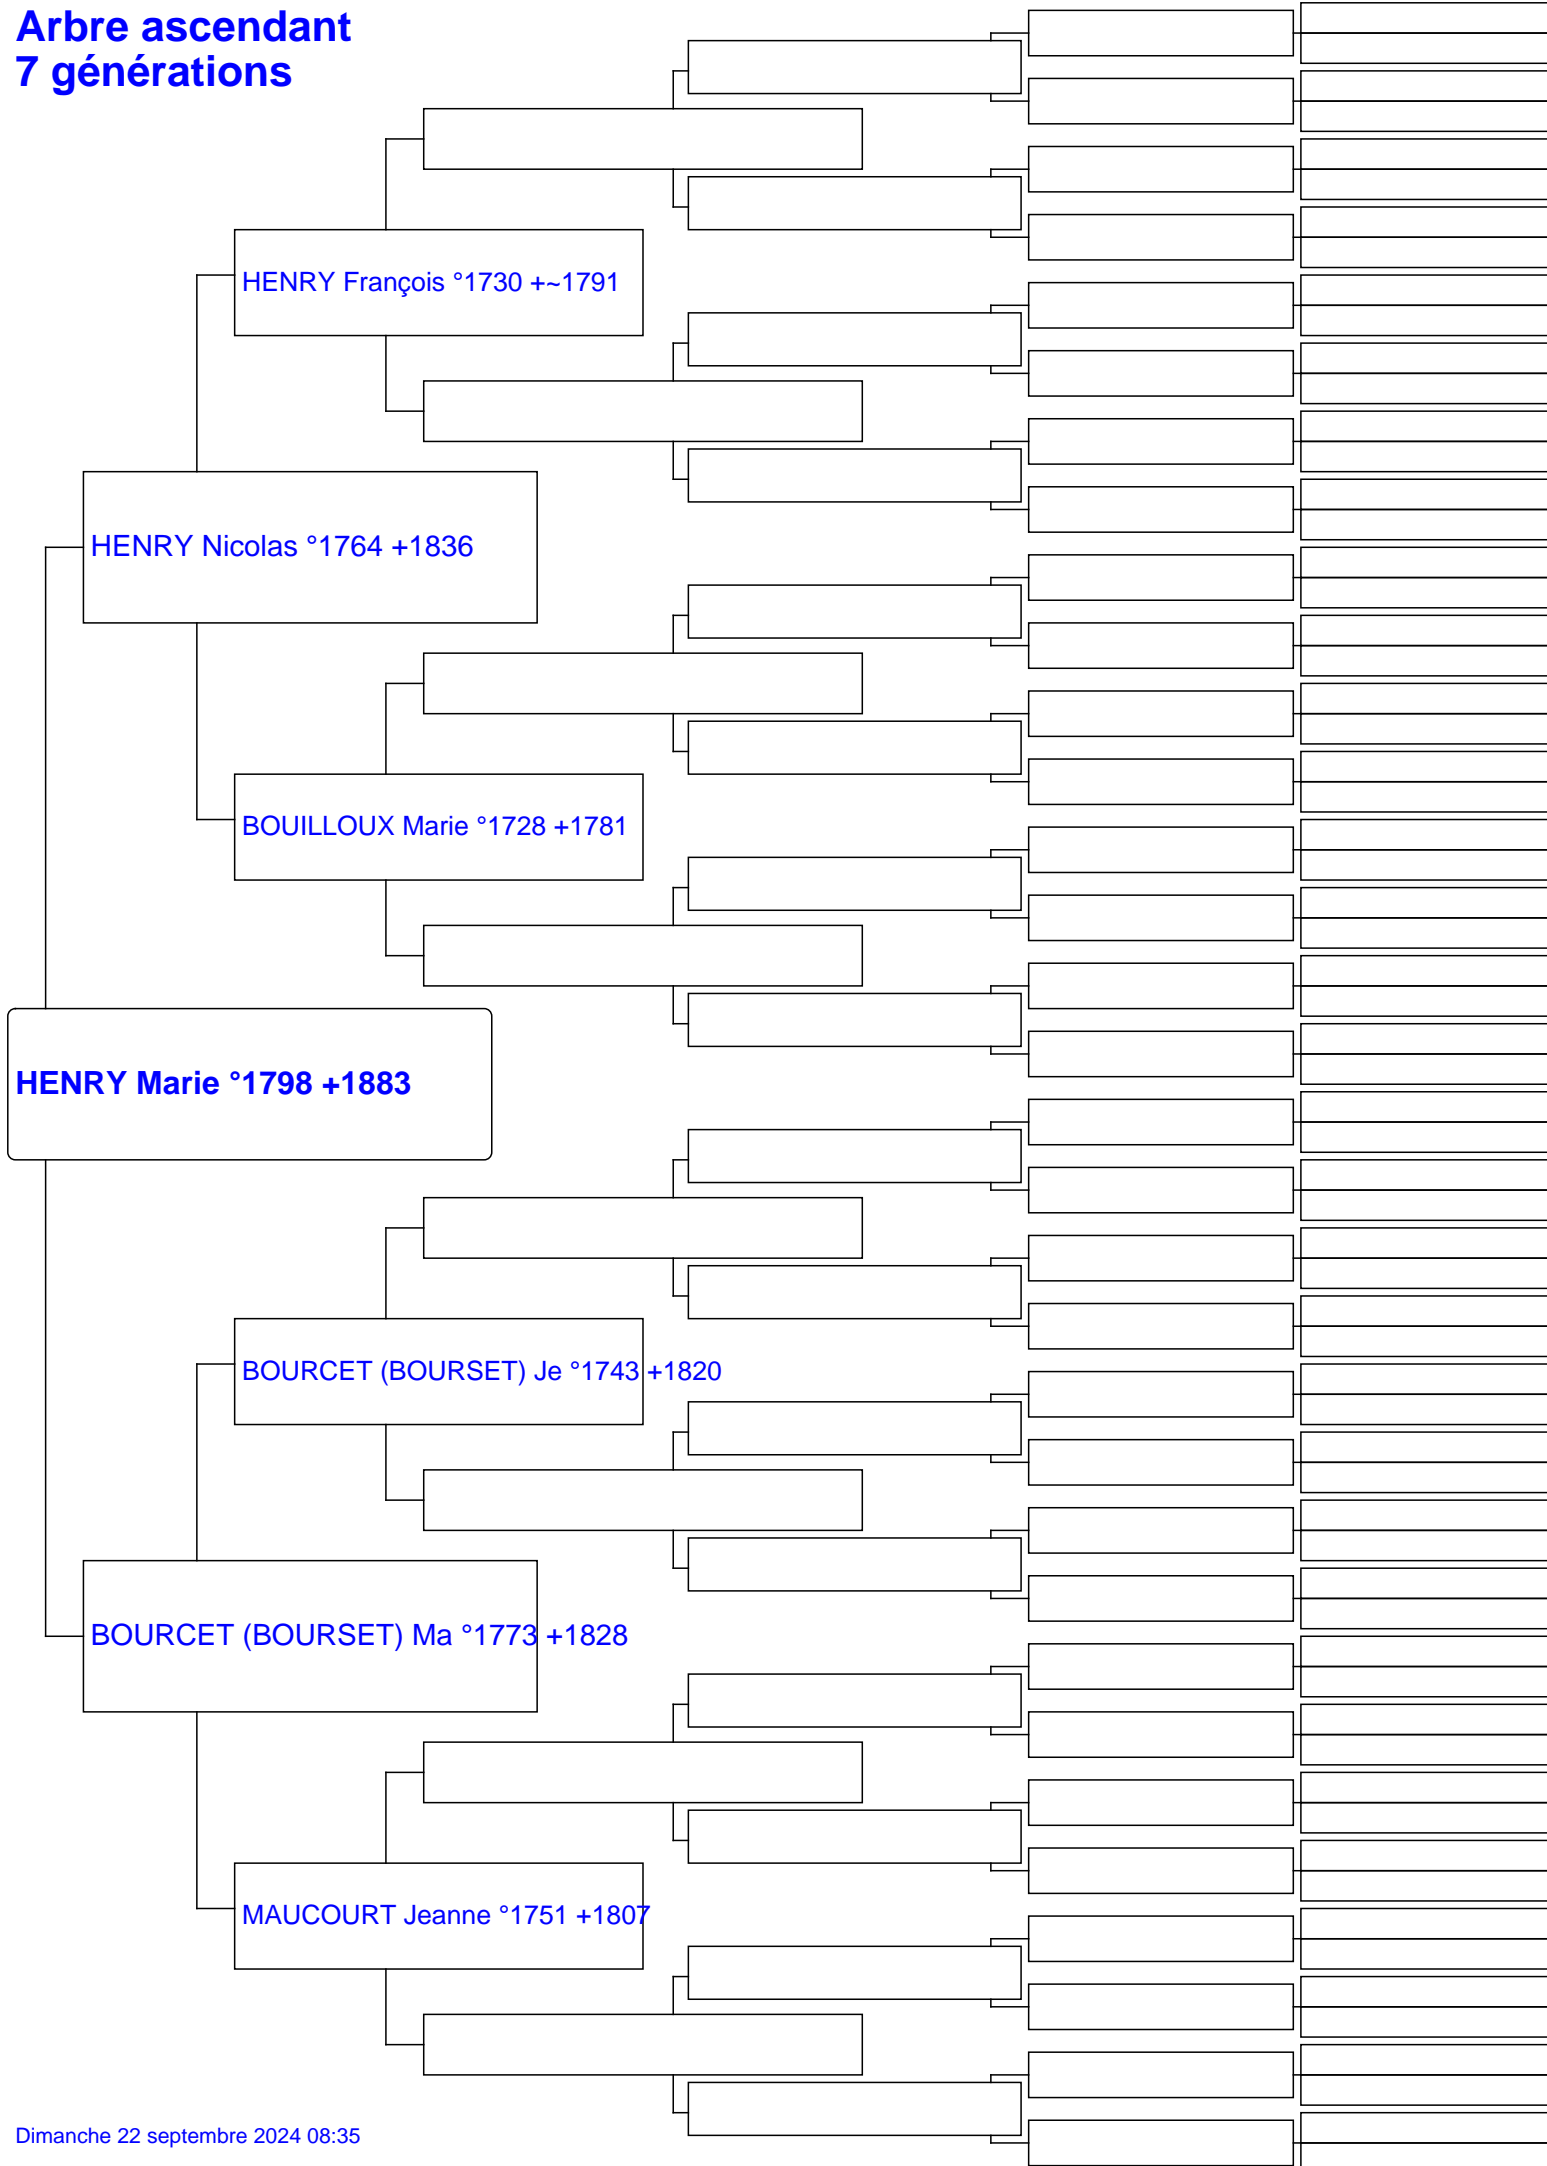 Arbre ascendant
7 générations
HENRY François °1730 +~1791
HENRY Nicolas °1764 +1836
BOUILLOUX Marie °1728 +1781
HENRY Marie °1798 +1883
BOURCET (BOURSET) Je °1743 +1820
BOURCET (BOURSET) Ma °1773 +1828
MAUCOURT Jeanne °1751 +1807
Dimanche 22 septembre 2024 08:35